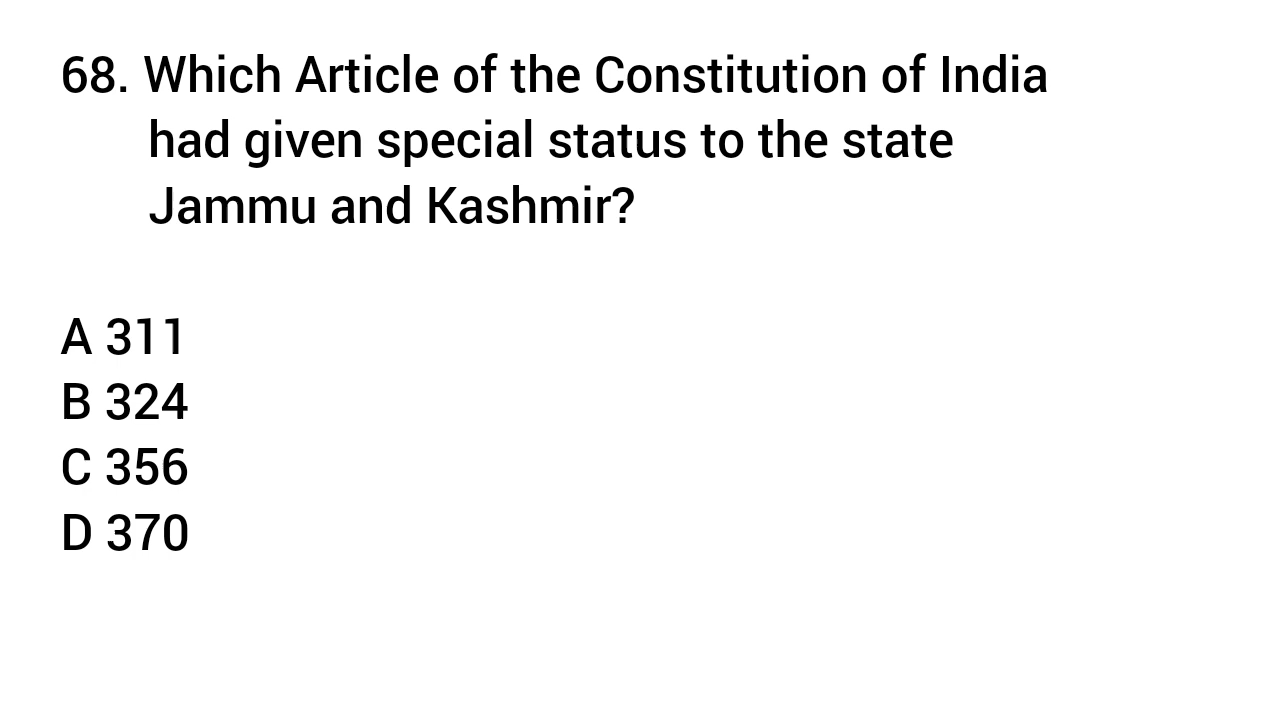 68. Which Article of the Constitution of India
had given special status to the state
Jammu and Kashmir?
A 311
B 324
C 356
D 370